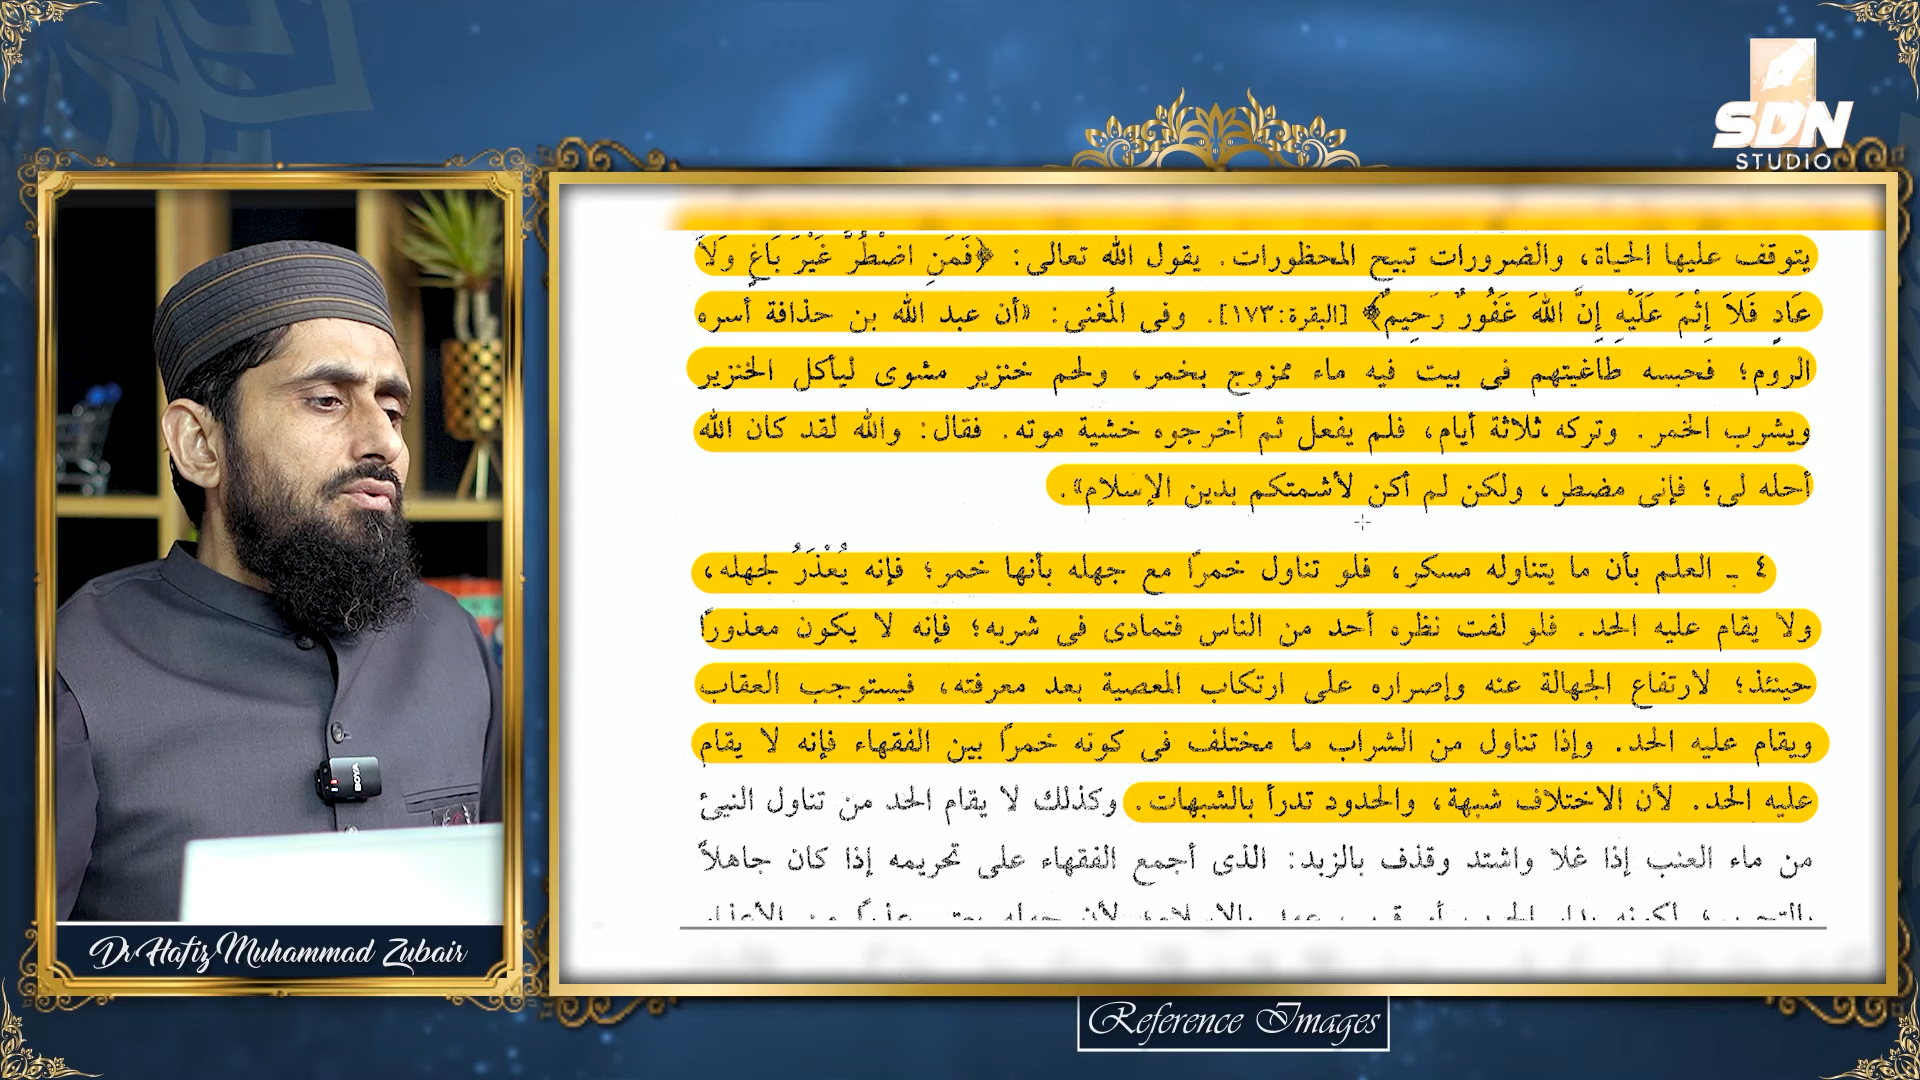 SDN
STUDIO
يتوقف عليها الحياة، والضرورات تبيح المحظورات. يقول الله تعالى: ﴿فَمَنِ اضْطُرَّ غَيْرَ بَاغٍ وَلَا
عَادٍ فَلَا إِثْمَ عَلَيْهِ إِنَّ اللهَ غَفُورٌ رَحِيمٌ﴾ [البقرة:١٧٣]. وفى المُغنى: «أن عبد الله بن حذافة أسره
الروم؛ فحبسه طاغيتهم فى بيت فيه ماء ممزوج بخمر، ولحم خنزير مشوى ليأكل الخنزير
ويشرب الخمر. وتركه ثلاثة أيام، فلم يفعل ثم أخرجوه خشية موته. فقال: والله لقد كان الله
أحله لى؛ فإنى مضطر، ولكن لم أكن لأشمتكم بدين الإسلام».
٤ ـ العلم بأن ما يتناوله مسكر، فلو تناول خمرًا مع جهله بأنها خمر؛ فإنه يُعْذَرُ لجهله،
ولا يقام عليه الحد. فلو لفت نظره أحد من الناس فتمادى فى شربه؛ فإنه لا يكون معذورًا
حينئذ؛ لارتفاع الجهالة عنه وإصراره على ارتكاب المعصية بعد معرفته، فيستوجب العقاب
ويقام عليه الحد. وإذا تناول من الشراب ما مختلف فى كونه خمرًا بين الفقهاء فإنه لا يقام
عليه الحد. لأن الاختلاف شبهة، والحدود تدرأ بالشبهات. وكذلك لا يقام الحد من تناول النيئ
من ماء العنب إذا غلا واشتد وقذف بالزبد: الذى أجمع الفقهاء على تحريمه إذا كان جاهلاً
BOYA
Dr Hafiz Muhammad Zubair
Reference Images